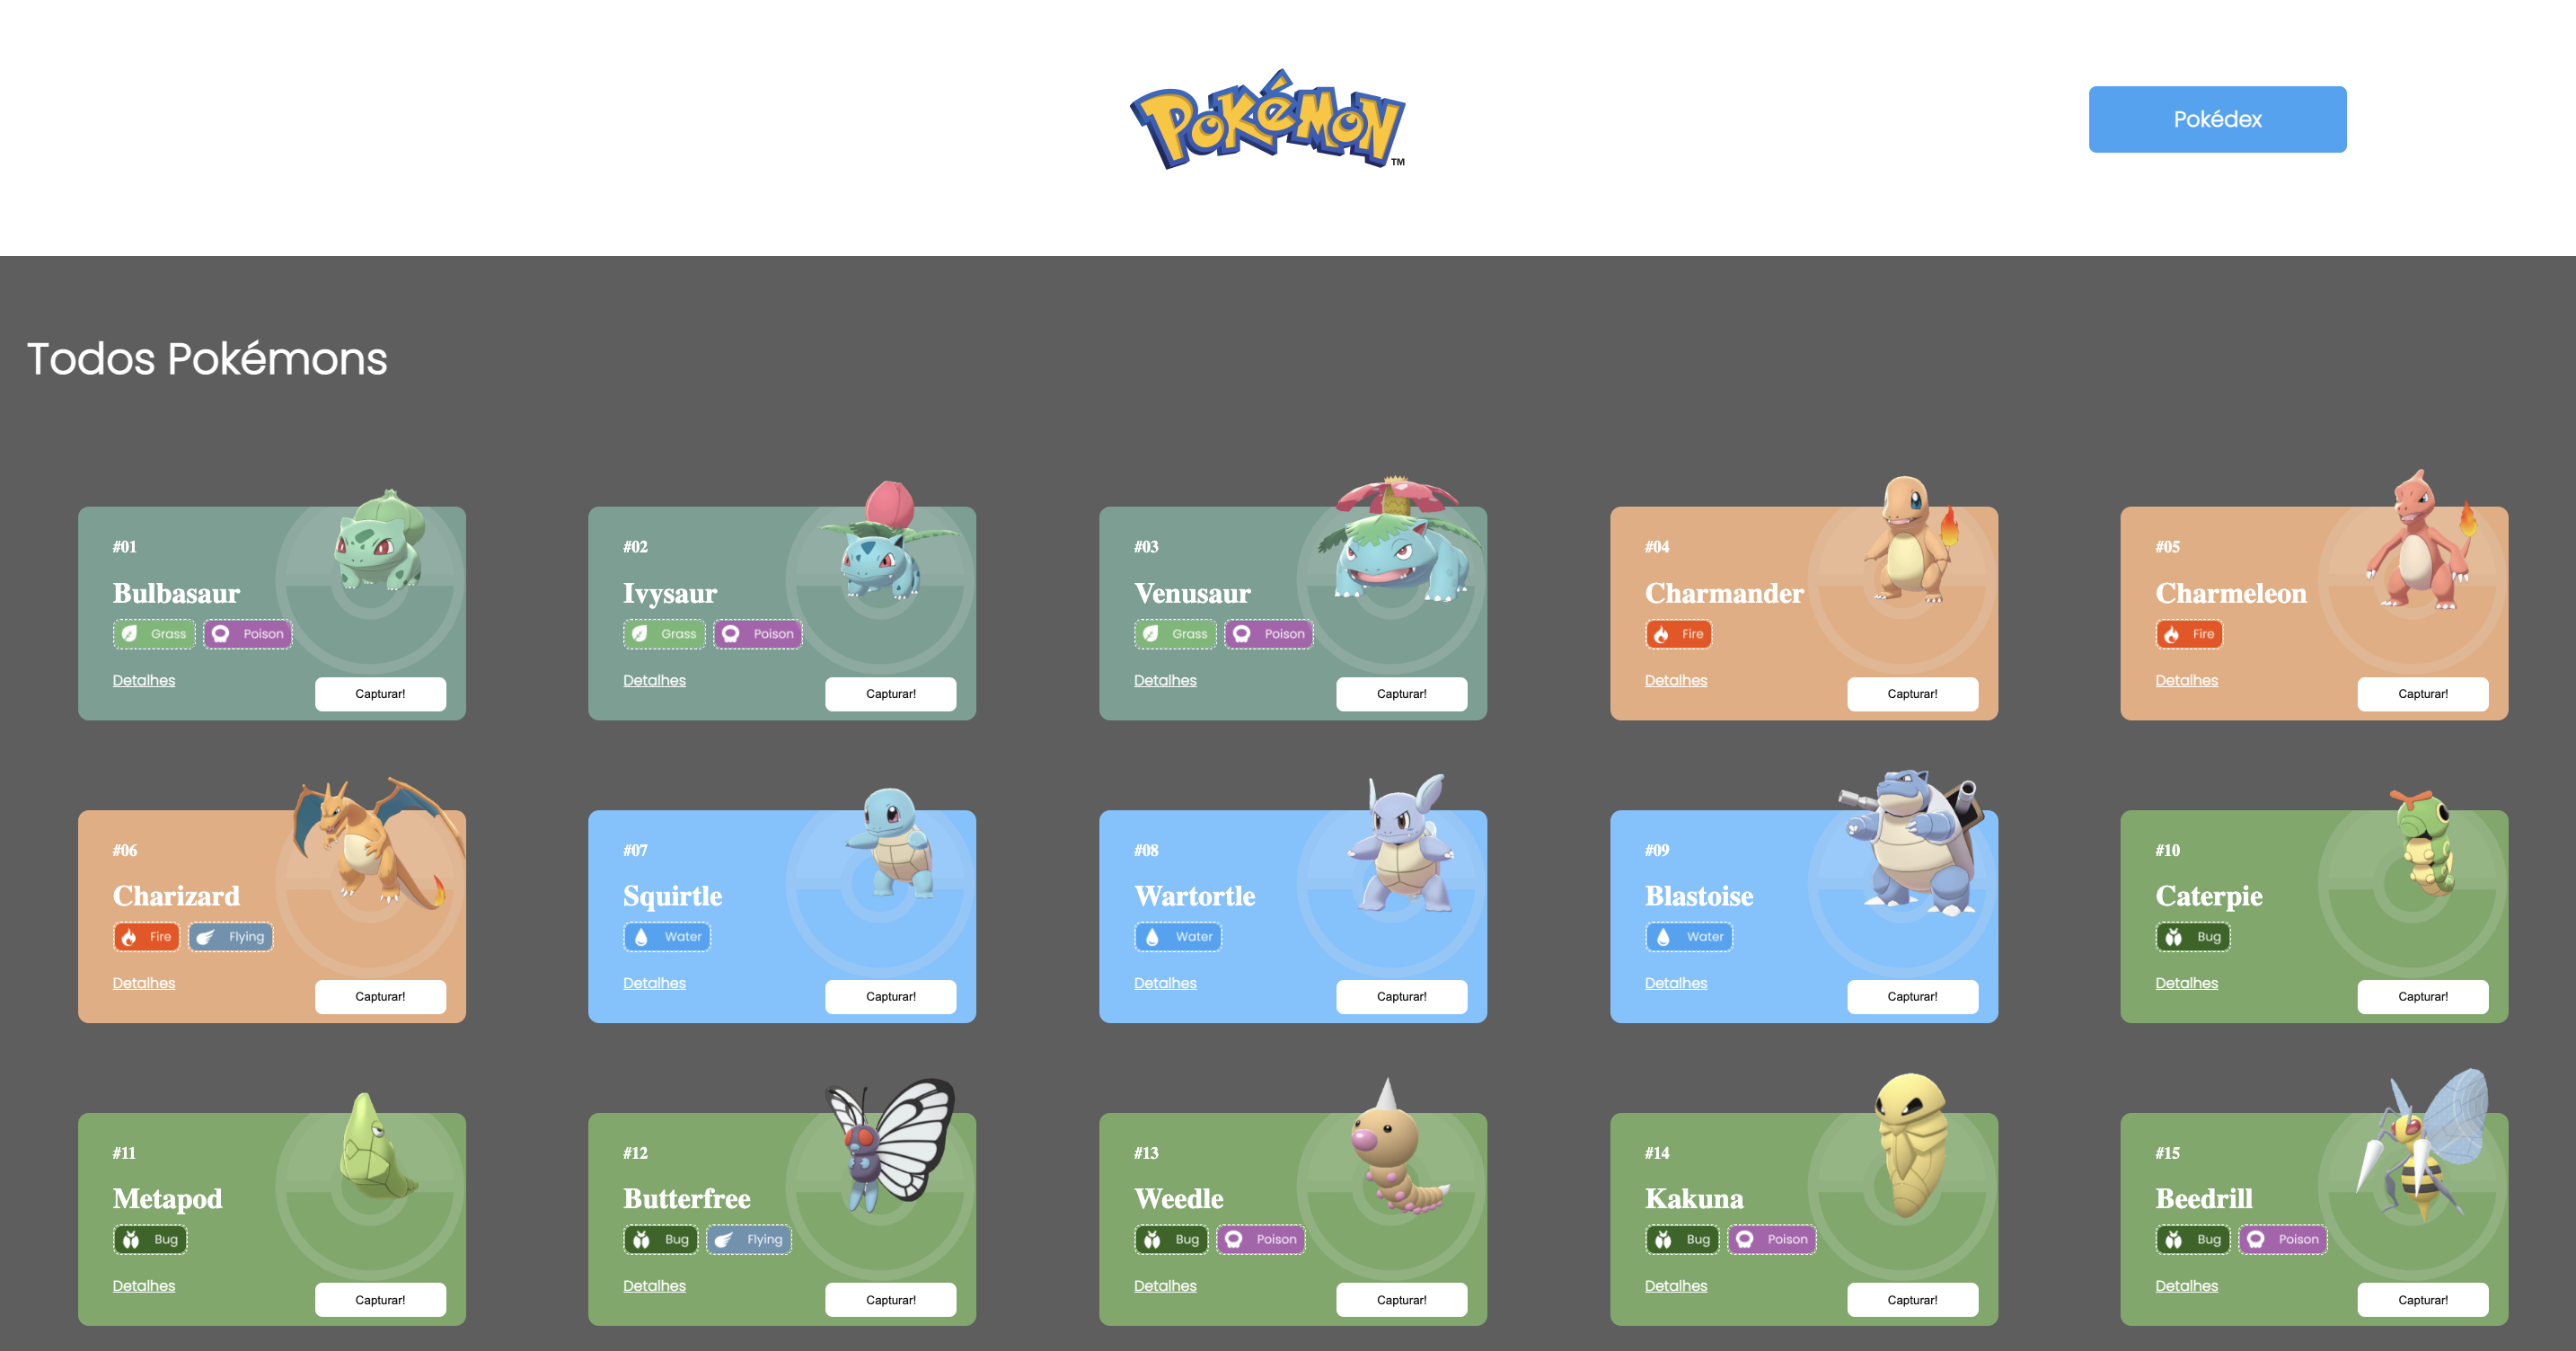 Pokémon TM
Pokédex
Todos Pokémons
#01
Bulbasaur
Grass Poison
Detalhes
Capturar!
#02
Ivysaur
Grass Poison
Detalhes
Capturar!
#03
Venusaur
Grass Poison
Detalhes
Capturar!
#04
Charmander
Fire
Detalhes
Capturar!
#05
Charmeleon
Fire
Detalhes
Capturar!
#06
Charizard
Fire Flying
Detalhes
Capturar!
#07
Squirtle
Water
Detalhes
Capturar!
#08
Wartortle
Water
Detalhes
Capturar!
#09
Blastoise
Water
Detalhes
Capturar!
#10
Caterpie
Bug
Detalhes
Capturar!
#11
Metapod
Bug
Detalhes
Capturar!
#12
Butterfree
Bug Flying
Detalhes
Capturar!
#13
Weedle
Bug Poison
Detalhes
Capturar!
#14
Kakuna
Bug Poison
Detalhes
Capturar!
#15
Beedrill
Bug Poison
Detalhes
Capturar!